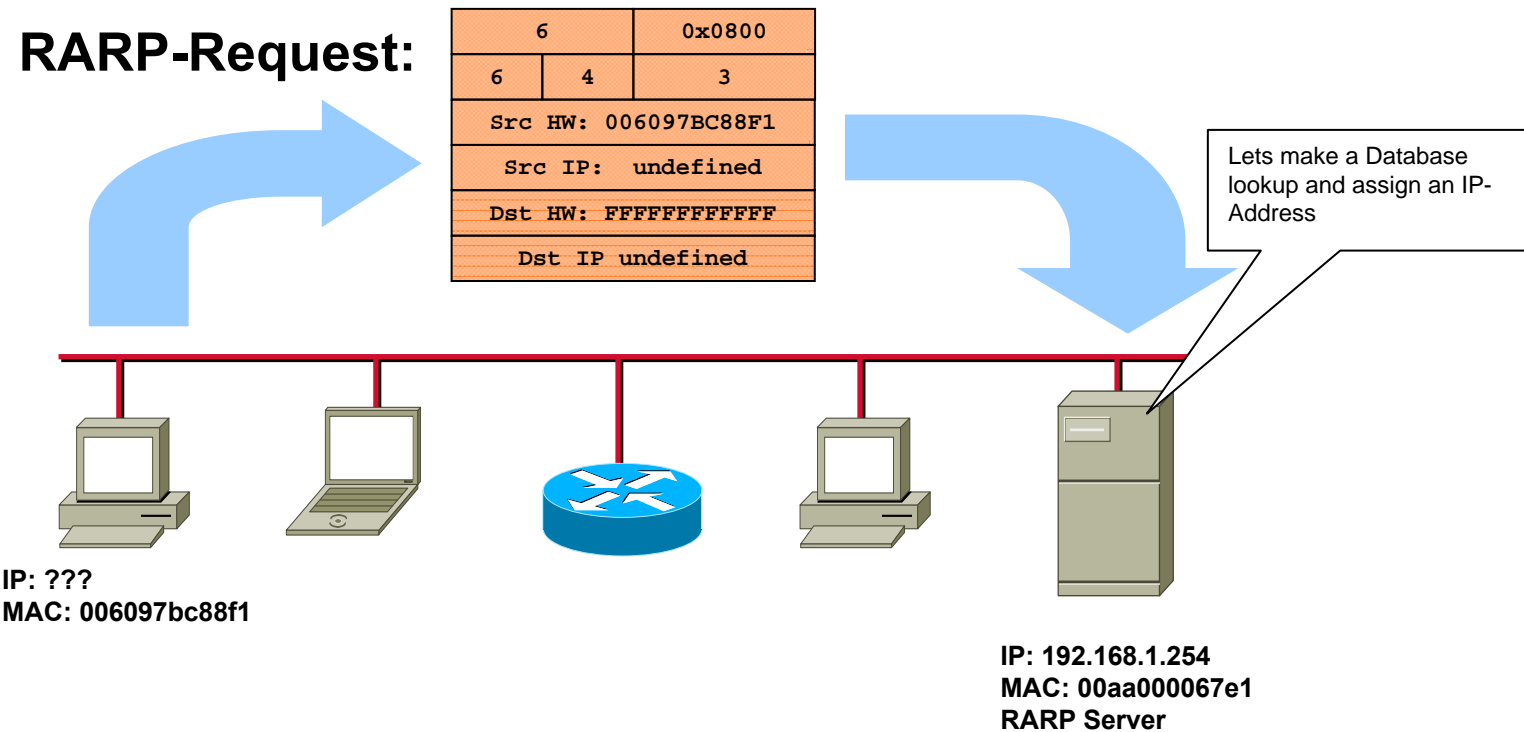 RARP-Request:
6 0x0800
6 4 3
Src HW: 006097BC88F1
Src IP: undefined
Dst HW: FFFFFFFFFFFF
Dst IP undefined
Lets make a Database
lookup and assign an IP-
Address
IP: ???
MAC: 006097bc88f1
IP: 192.168.1.254
MAC: 00aa000067e1
RARP Server